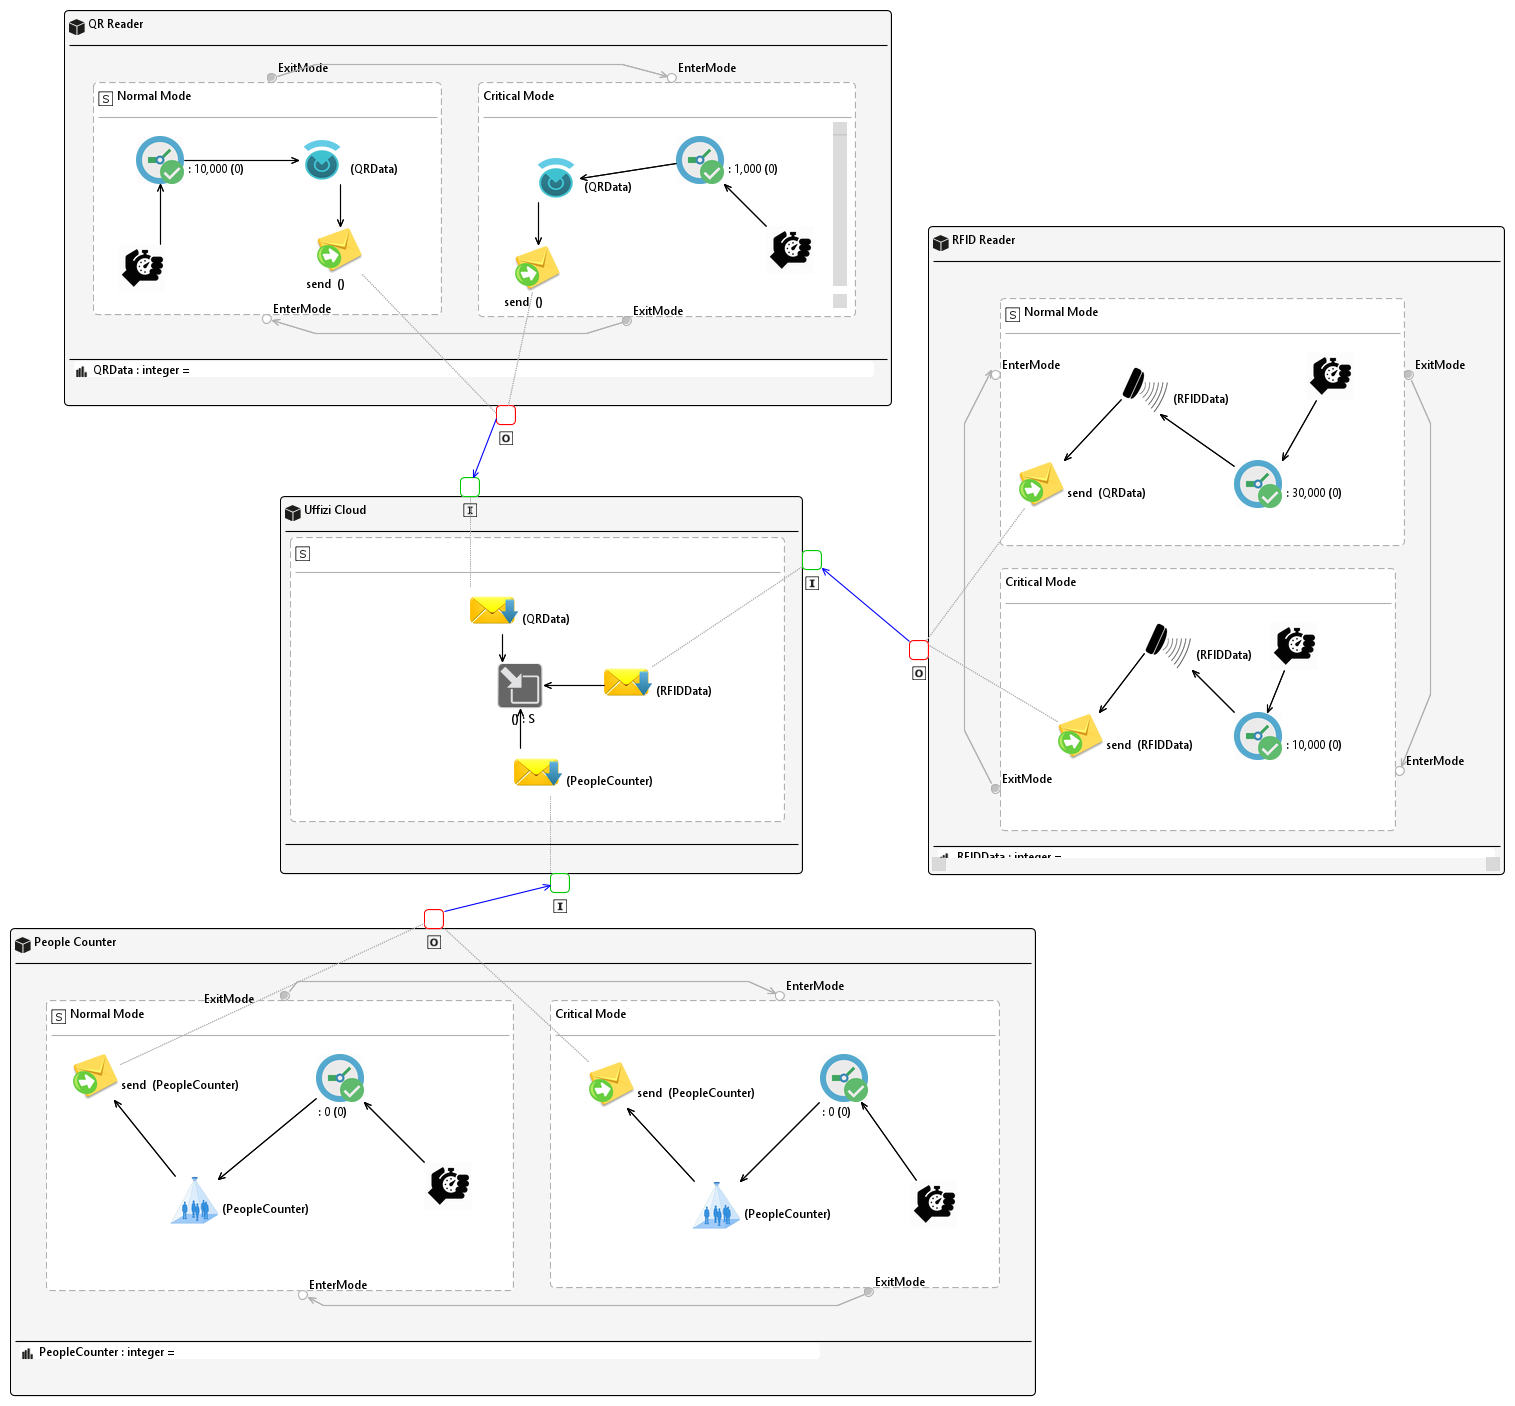 QR Reader
ExitMode
EnterMode
S Normal Mode
Critical Mode
: 10,000 (0)
(QRData)
: 1,000 (0)
(QRData)
send ()
send ()
EnterMode
ExitMode
QRData : integer =
O
I
Uffizi Cloud
S
(QRData)
(RFIDData)
() : S
(PeopleCounter)
I
I
RFID Reader
S Normal Mode
EnterMode
ExitMode
(RFIDData)
send (QRData)
: 30,000 (0)
Critical Mode
(RFIDData)
O
send (RFIDData)
: 10,000 (0)
EnterMode
ExitMode
RFIDData : integer =
O
People Counter
ExitMode
EnterMode
S Normal Mode
Critical Mode
send (PeopleCounter)
: 0 (0)
send (PeopleCounter)
: 0 (0)
(PeopleCounter)
(PeopleCounter)
EnterMode
ExitMode
PeopleCounter : integer =